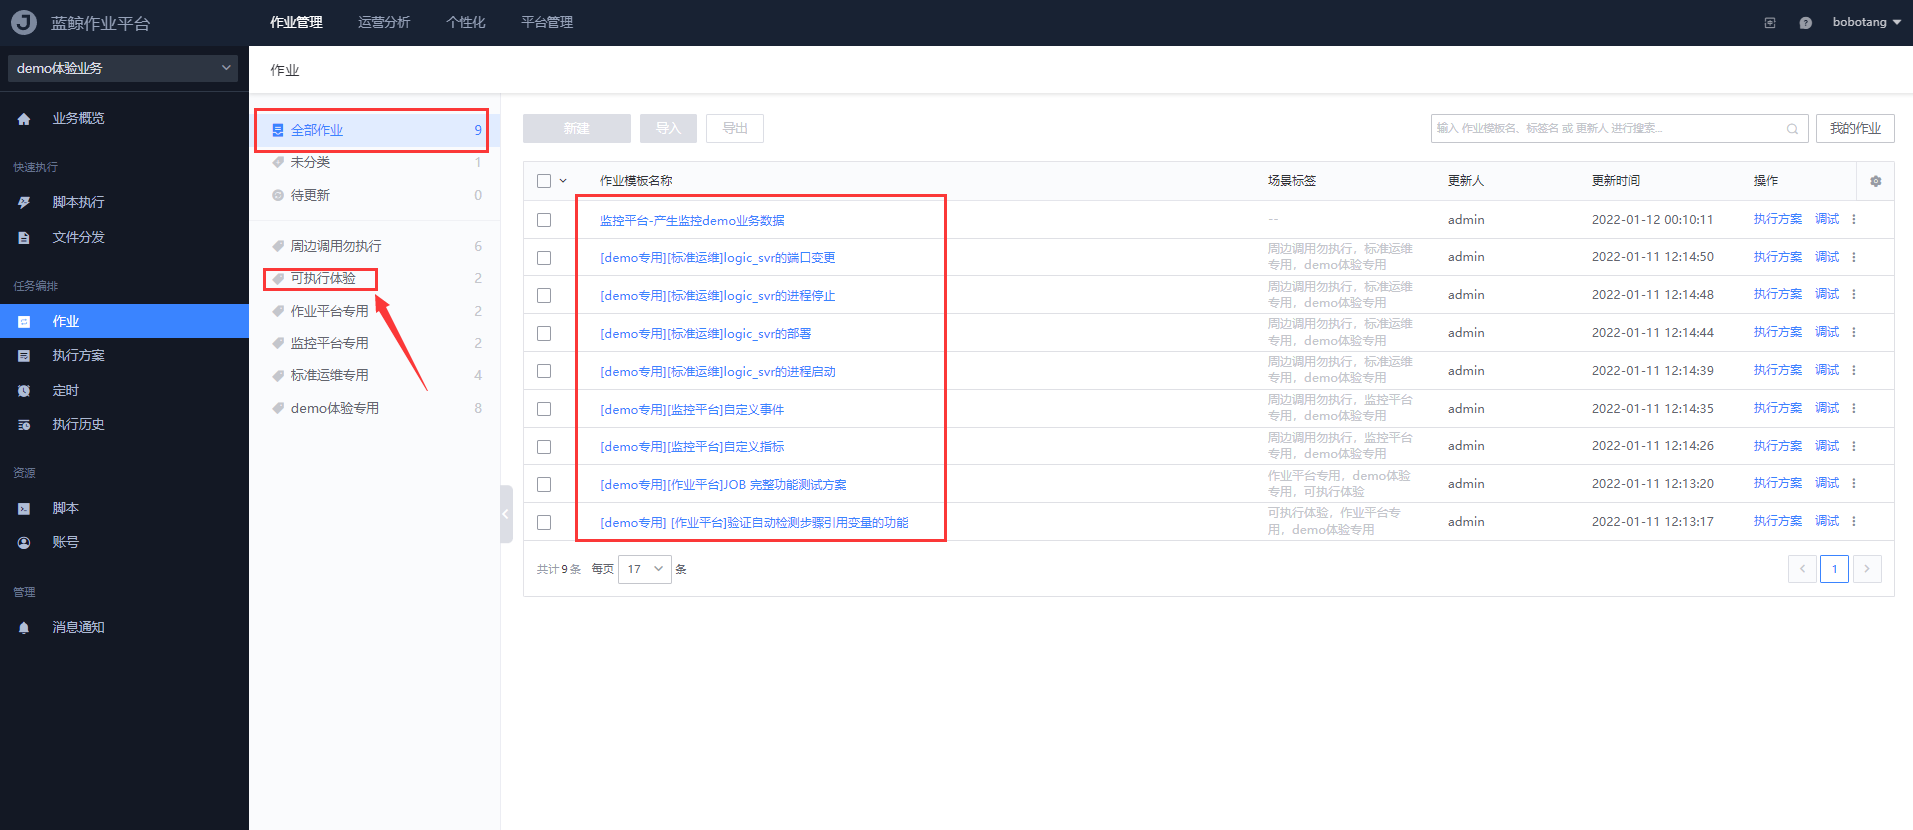 蓝鲸作业平台
作业管理 运营分析 个性化 平台管理
bobotang
demo体验业务
业务概览
快速执行
脚本执行
文件分发
任务编排
作业
执行方案
定时
执行历史
资源
脚本
账号
管理
消息通知
作业
全部作业 9
未分类 1
待更新 0
周边调用勿执行 6
可执行体验 2
作业平台专用 2
监控平台专用 2
标准运维专用 4
demo体验专用 8
新建 导入 导出
输入 作业模板名、标签名 或 更新人 进行搜索...
我的作业
作业模板名称 场景标签 更新人 更新时间 操作
监控平台-产生监控demo业务数据 -- admin 2022-01-12 00:10:11 执行方案 调试
[demo专用][标准运维]logic_svr的端口变更 周边调用勿执行，标准运维 admin 2022-01-11 12:14:50 执行方案 调试
专用，demo体验专用
[demo专用][标准运维]logic_svr的进程停止 周边调用勿执行，标准运维 admin 2022-01-11 12:14:48 执行方案 调试
专用，demo体验专用
[demo专用][标准运维]logic_svr的部署 周边调用勿执行，标准运维 admin 2022-01-11 12:14:44 执行方案 调试
专用，demo体验专用
[demo专用][标准运维]logic_svr的进程启动 周边调用勿执行，标准运维 admin 2022-01-11 12:14:39 执行方案 调试
专用，demo体验专用
[demo专用][监控平台]自定义事件 周边调用勿执行，监控平台 admin 2022-01-11 12:14:35 执行方案 调试
专用，demo体验专用
[demo专用][监控平台]自定义指标 周边调用勿执行，监控平台 admin 2022-01-11 12:14:26 执行方案 调试
专用，demo体验专用
[demo专用][作业平台]JOB 完整功能测试方案 作业平台专用，demo体验 admin 2022-01-11 12:13:20 执行方案 调试
专用，可执行体验
[demo专用] [作业平台]验证自动检测步骤引用变量的功能 可执行体验，作业平台专 admin 2022-01-11 12:13:17 执行方案 调试
用，demo体验专用
共计9条 每页 17 条
1